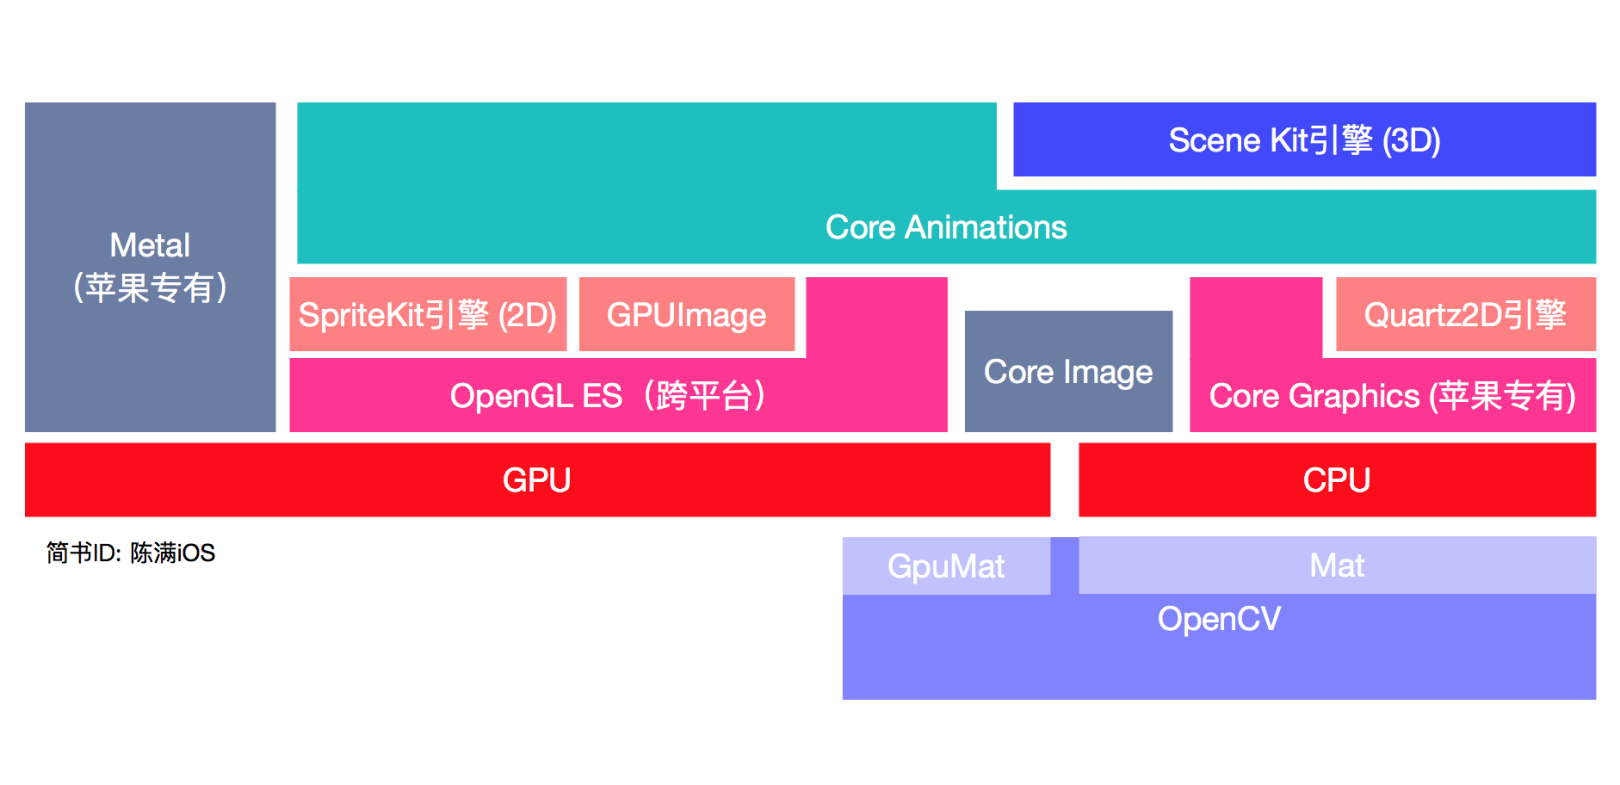 Scene Kit引擎 (3D)
Core Animations
Metal
（苹果专有）
SpriteKit引擎 (2D)
GPUImage
Quartz2D引擎
Core Image
OpenGL ES（跨平台）
Core Graphics (苹果专有)
GPU
CPU
简书ID: 陈满iOS
GpuMat
Mat
OpenCV